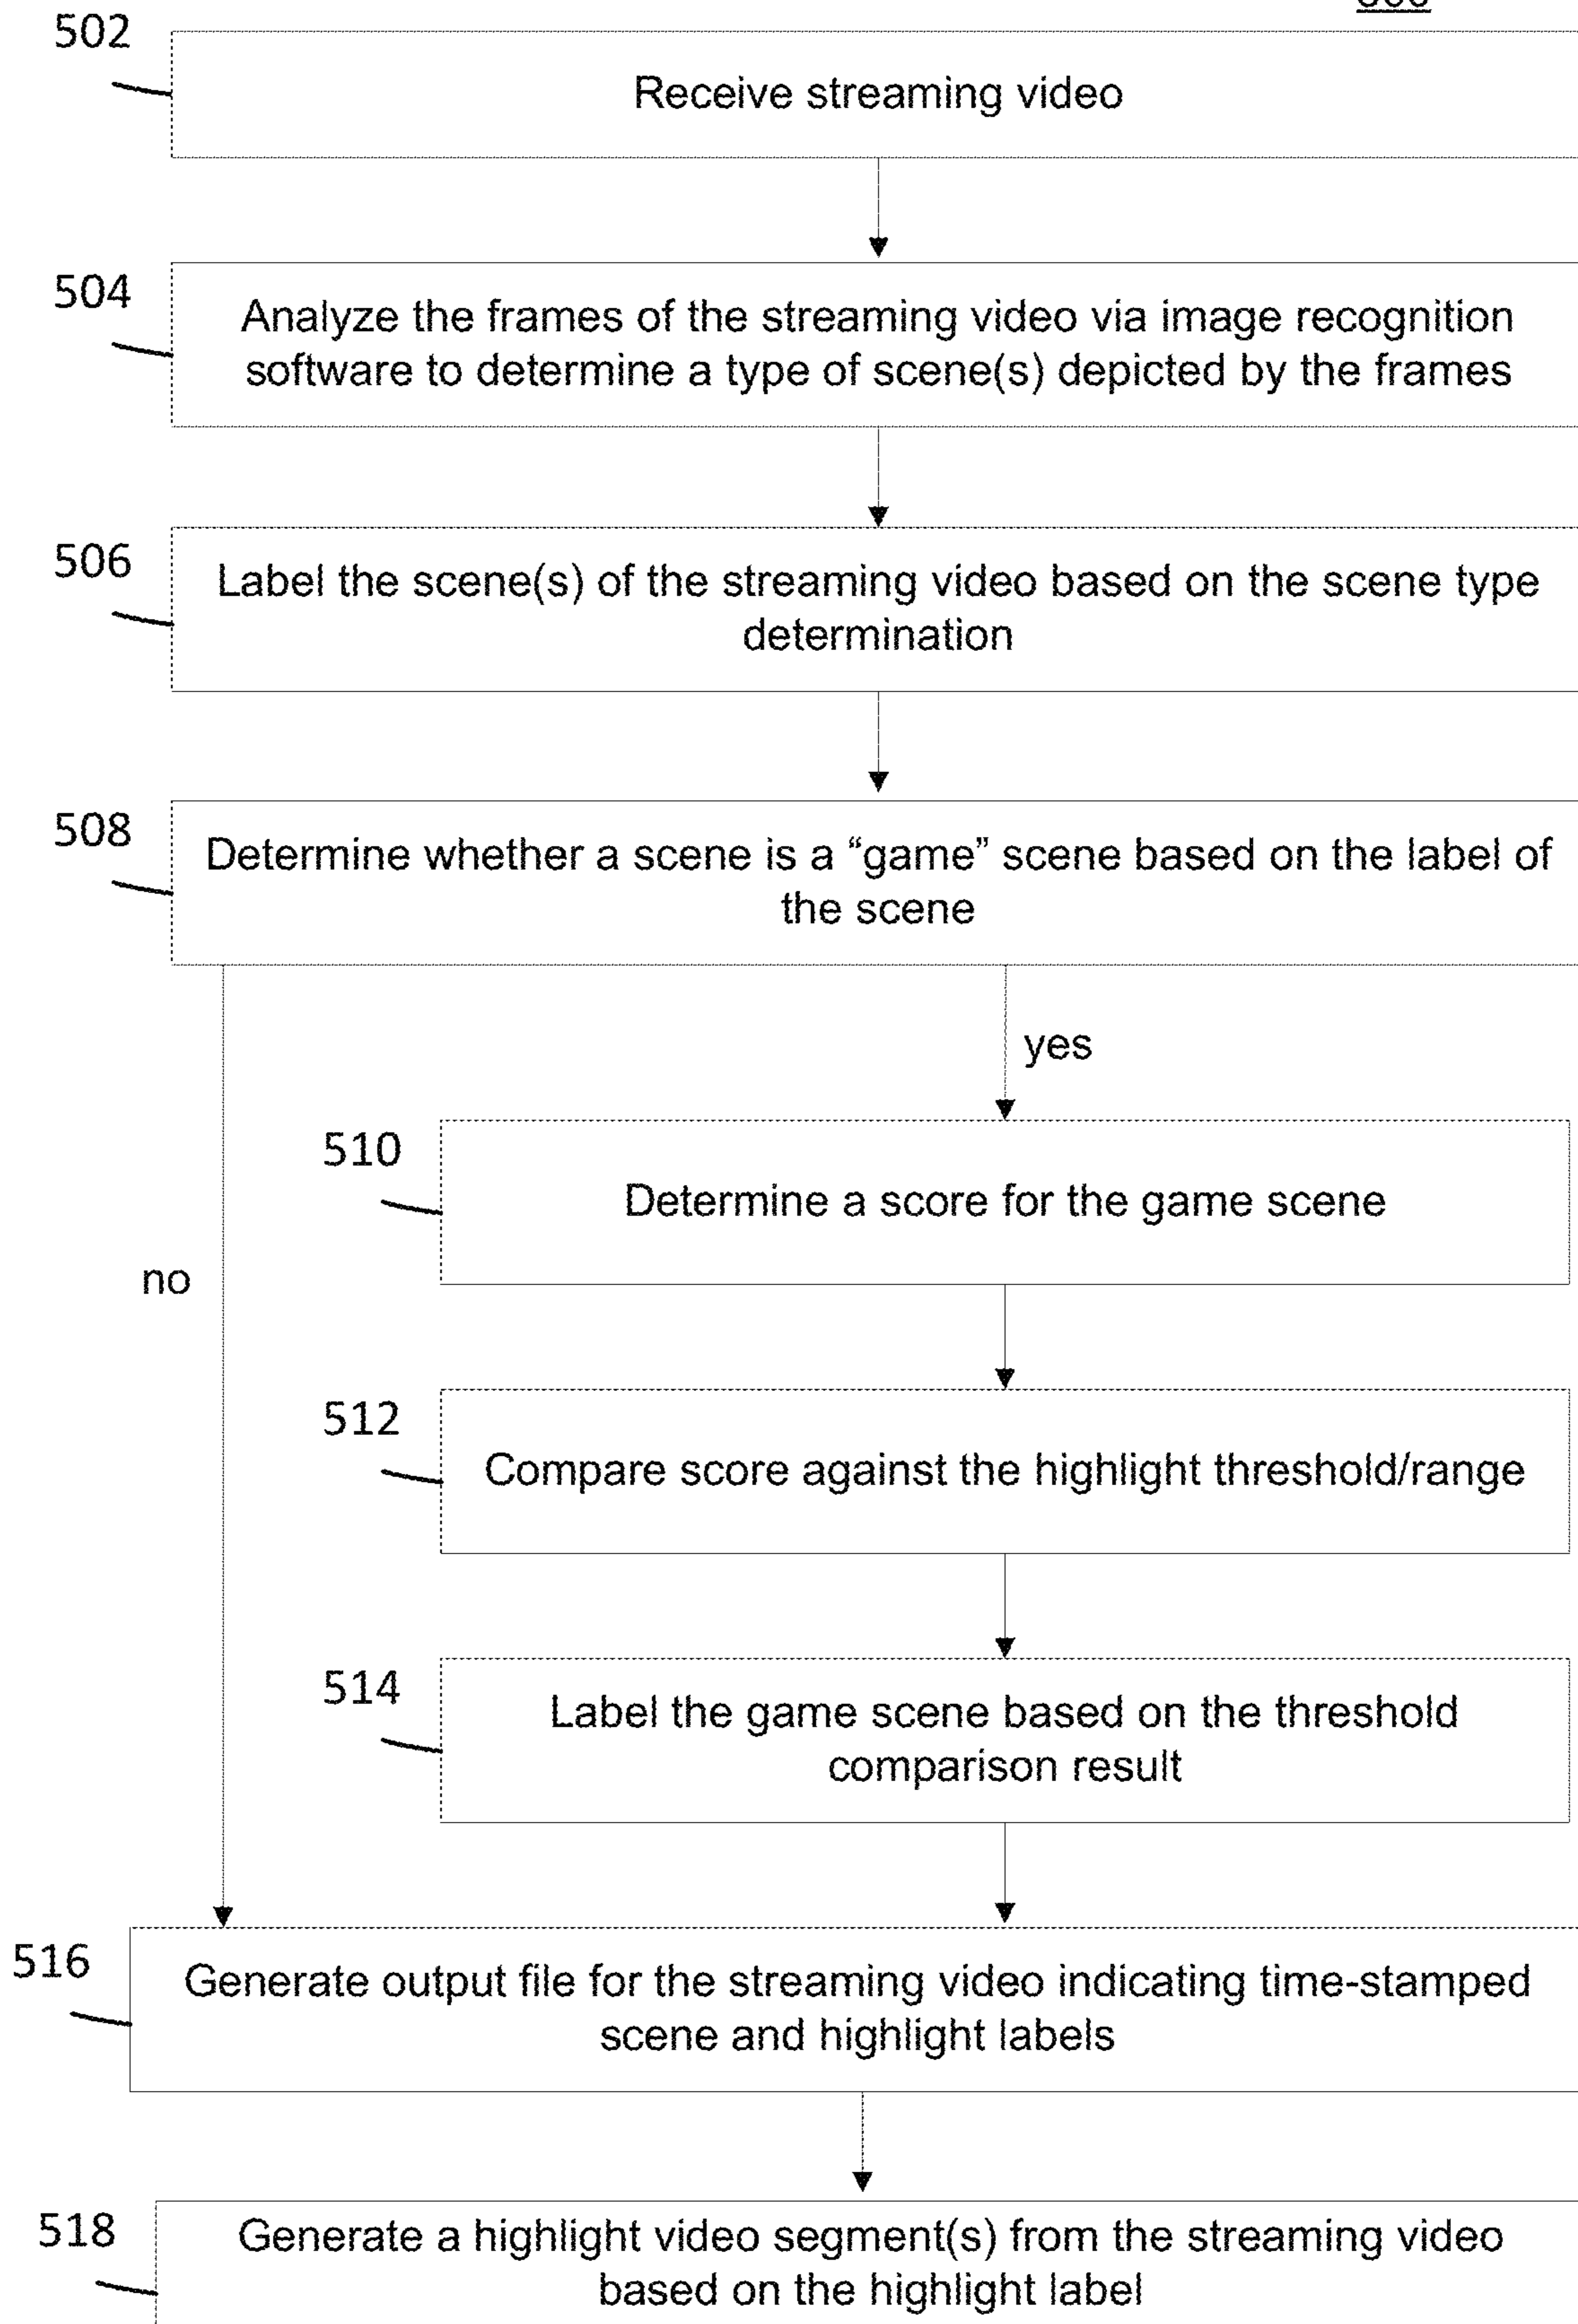 502
Receive streaming video
504
Analyze the frames of the streaming video via image recognition
software to determine a type of scene(s) depicted by the frames
506
Label the scene(s) of the streaming video based on the scene type
determination
508
Determine whether a scene is a “game” scene based on the label of
the scene
yes
510
Determine a score for the game scene
no
512
Compare score against the highlight threshold/range
514
Label the game scene based on the threshold
comparison result
516
Generate output file for the streaming video indicating time-stamped
scene and highlight labels
518
Generate a highlight video segment(s) from the streaming video
based on the highlight label